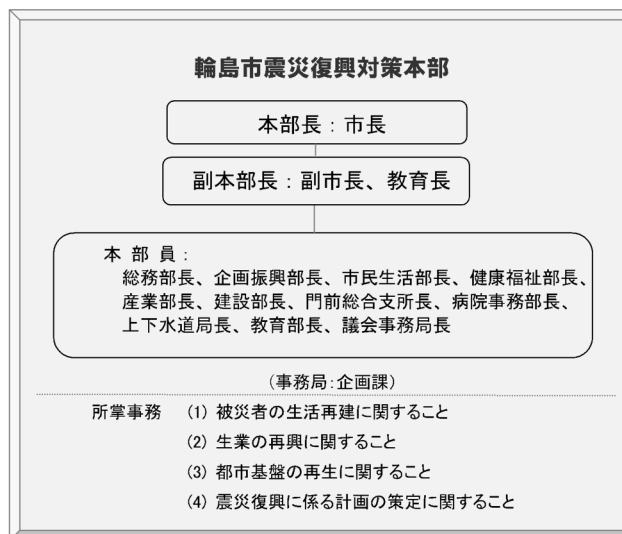 輪島市震災復興対策本部
本部長：市長
副本部長：副市長、教育長
本 部 員：
総務部長、企画振興部長、市民生活部長、健康福祉部長、
産業部長、建設部長、門前総合支所長、病院事務部長、
上下水道局長、教育部長、議会事務局長
(事務局:企画課)
所掌事務 (1) 被災者の生活再建に関すること
(2) 生業の再興に関すること
(3) 都市基盤の再生に関すること
(4) 震災復興に係る計画の策定に関すること